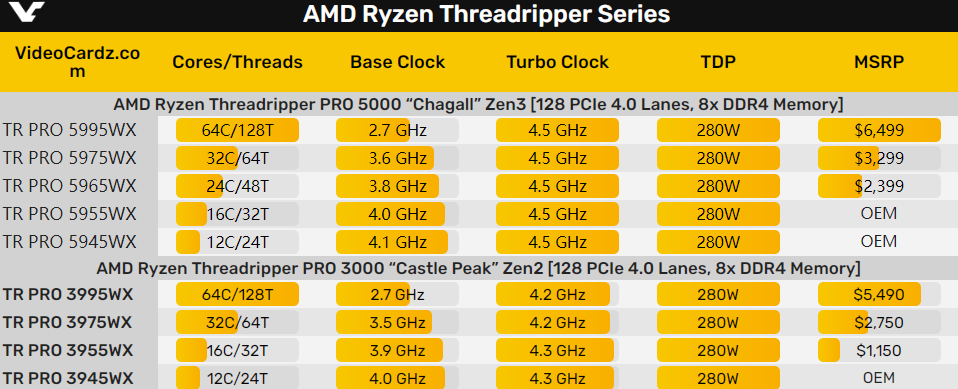 AMD Ryzen Threadripper Series
VideoCardz.co
m Cores/Threads Base Clock Turbo Clock TDP MSRP
AMD Ryzen Threadripper PRO 5000 “Chagall” Zen3 [128 PCIe 4.0 Lanes, 8x DDR4 Memory]
TR PRO 5995WX 64C/128T 2.7 GHz 4.5 GHz 280W $6,499
TR PRO 5975WX 32C/64T 3.6 GHz 4.5 GHz 280W $3,299
TR PRO 5965WX 24C/48T 3.8 GHz 4.5 GHz 280W $2,399
TR PRO 5955WX 16C/32T 4.0 GHz 4.5 GHz 280W OEM
TR PRO 5945WX 12C/24T 4.1 GHz 4.5 GHz 280W OEM
AMD Ryzen Threadripper PRO 3000 “Castle Peak” Zen2 [128 PCIe 4.0 Lanes, 8x DDR4 Memory]
TR PRO 3995WX 64C/128T 2.7 GHz 4.2 GHz 280W $5,490
TR PRO 3975WX 32C/64T 3.5 GHz 4.2 GHz 280W $2,750
TR PRO 3955WX 16C/32T 3.9 GHz 4.3 GHz 280W $1,150
TR PRO 3945WX 12C/24T 4.0 GHz 4.3 GHz 280W OEM